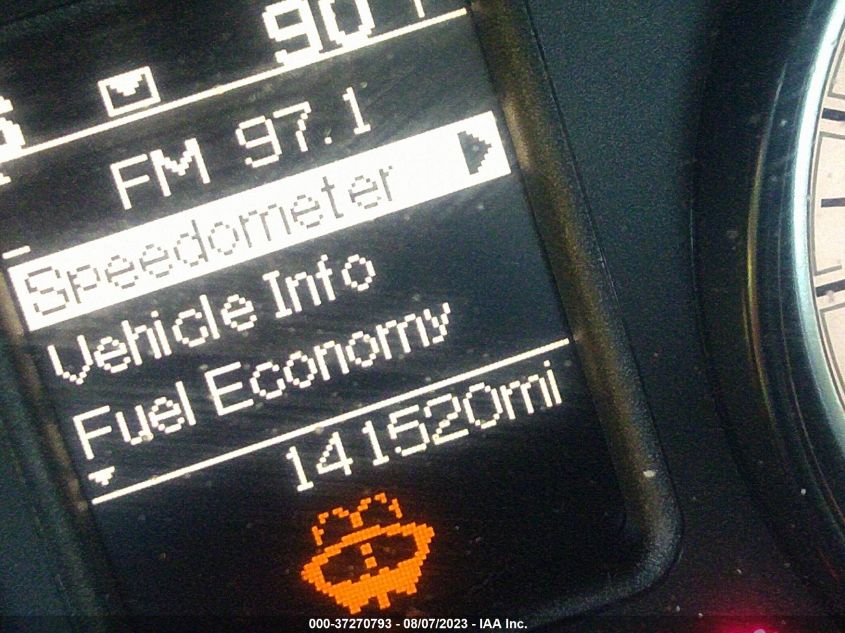 90
FM 97.1
Speedometer
Vehicle Info
Fuel Economy
141520mi
000-37270793 - 08/07/2023 - IAA Inc.